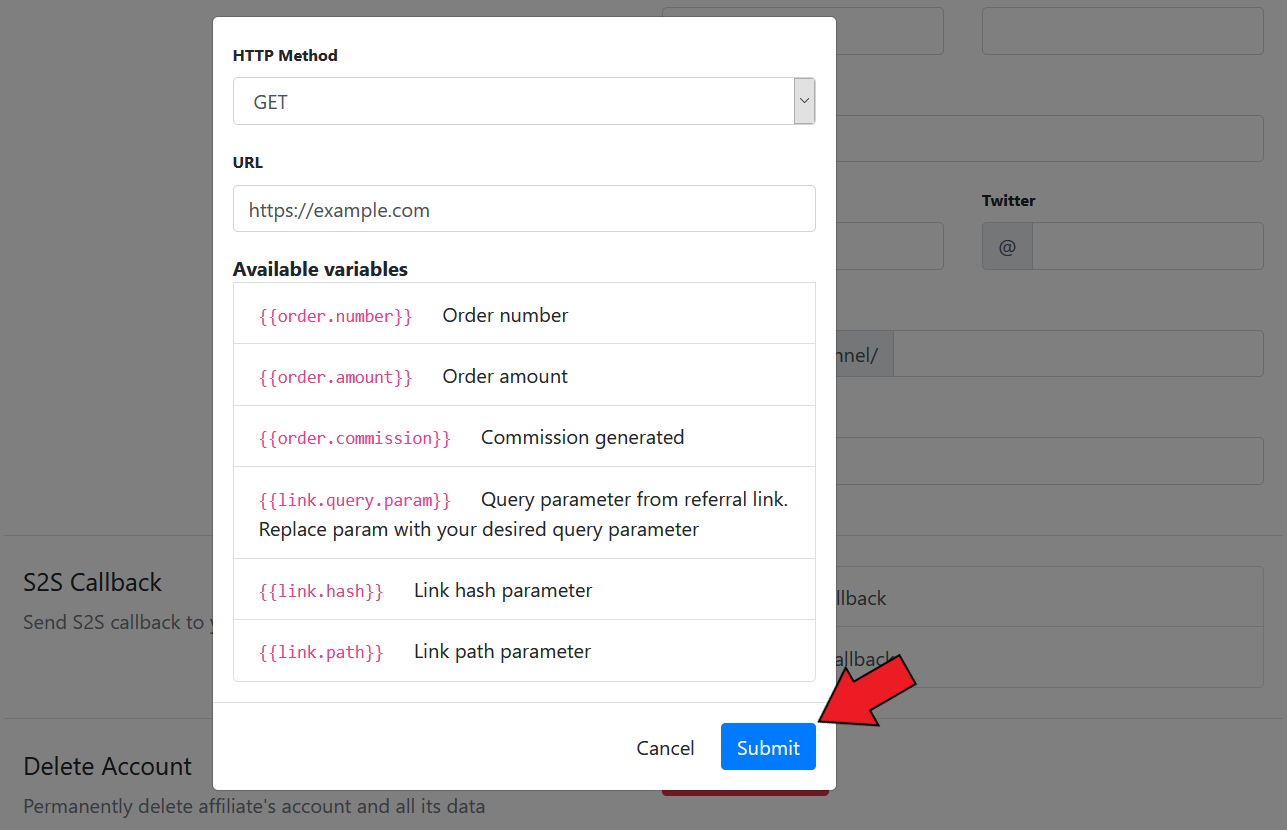 HTTP Method
GET
URL
https://example.com
Available variables
{{order.number}} Order number
{{order.amount}} Order amount
{{order.commission}} Commission generated
{{link.query.param}} Query parameter from referral link.
Replace param with your desired query parameter
{{link.hash}} Link hash parameter
{{link.path}} Link path parameter
Cancel Submit
Twitter
@
nnel/
S2S Callback
Send S2S callback to
llback
allback
Delete Account
Permanently delete affiliate's account and all its data